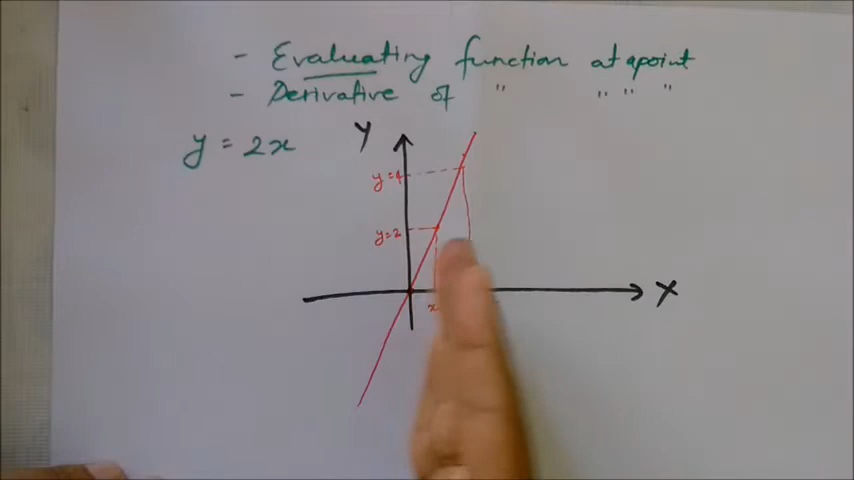 - Evaluating function at a point
- Derivative of " " " "
y = 2x
Y
y=4
y=2
X
x